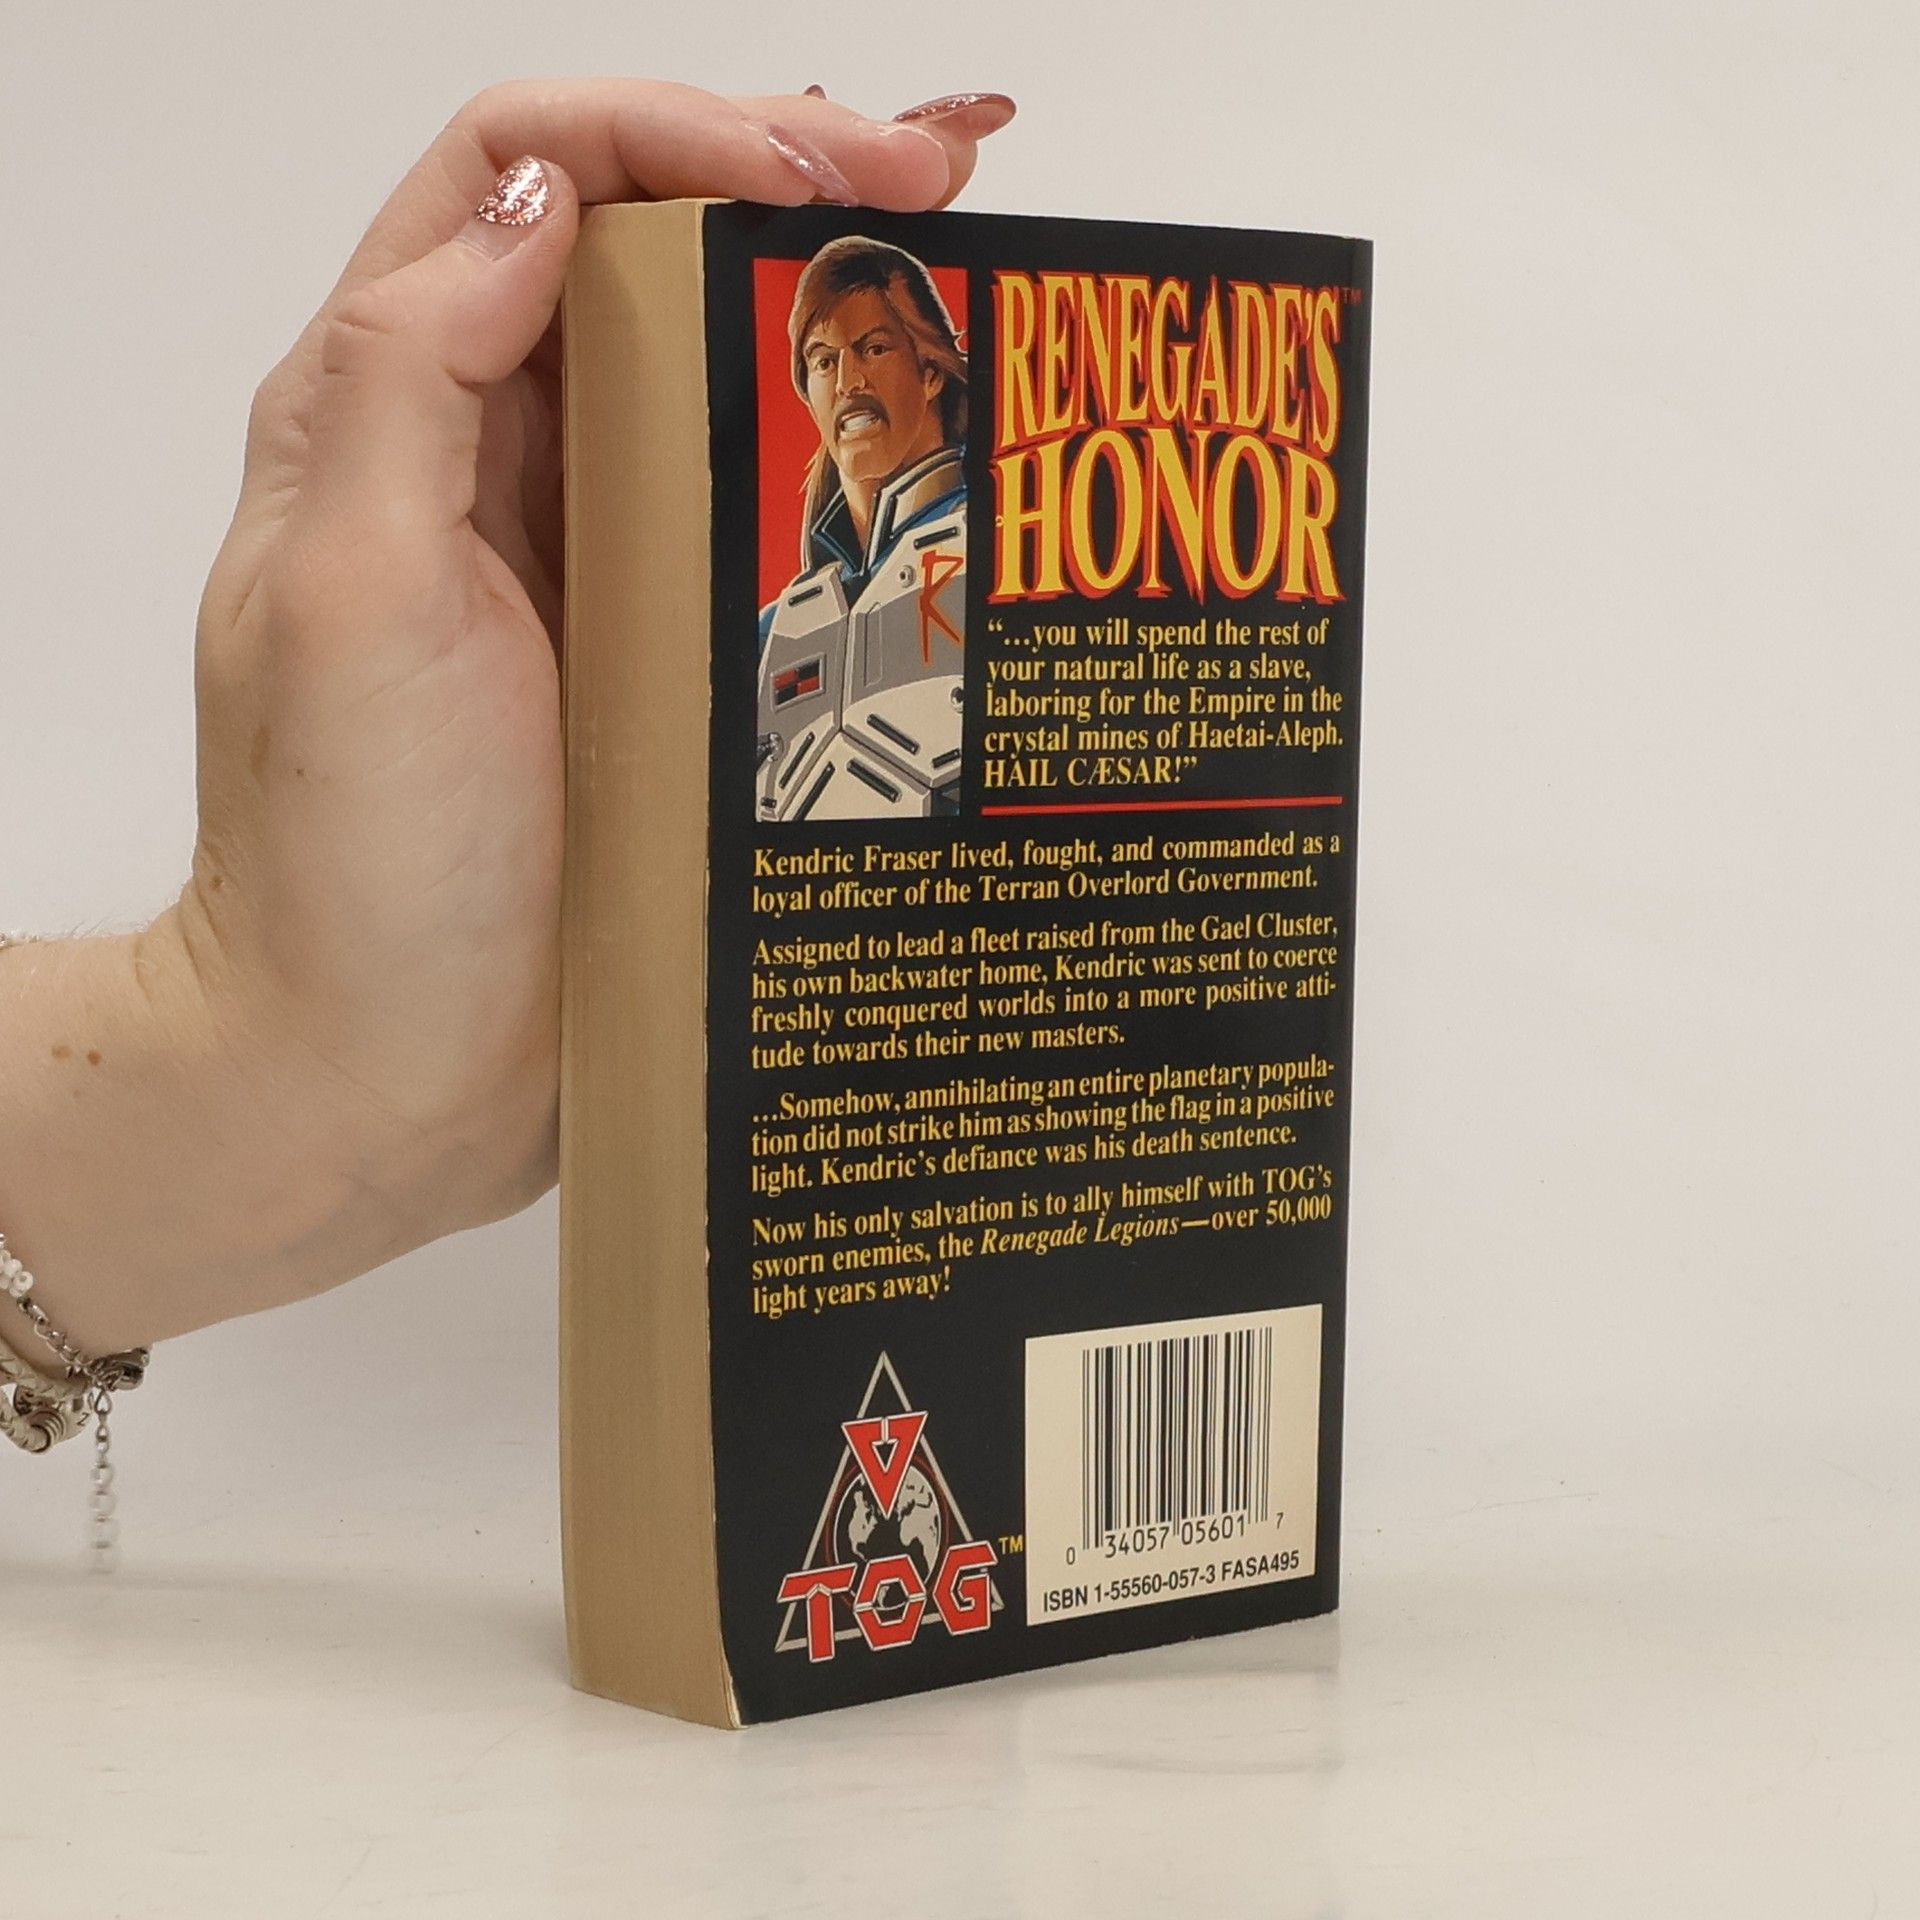 RENEGADE'S™
HONOR
R
“...you will spend the rest of
your natural life as a slave,
laboring for the Empire in the
crystal mines of Haetai-Aleph.
HAIL CÆSAR!”
Kendric Fraser lived, fought, and commanded as a
loyal officer of the Terran Overlord Government.
Assigned to lead a fleet raised from the Gael Cluster,
his own backwater home, Kendric was sent to coerce
freshly conquered worlds into a more positive atti-
tude towards their new masters.
...Somehow, annihilating an entire planetary popula-
tion did not strike him as showing the flag in a positive
light. Kendric's defiance was his death sentence.
Now his only salvation is to ally himself with TOG's
sworn enemies, the Renegade Legions—over 50,000
light years away!
TOG™
0 34057 05601 7
ISBN 1-55560-057-3 FASA495